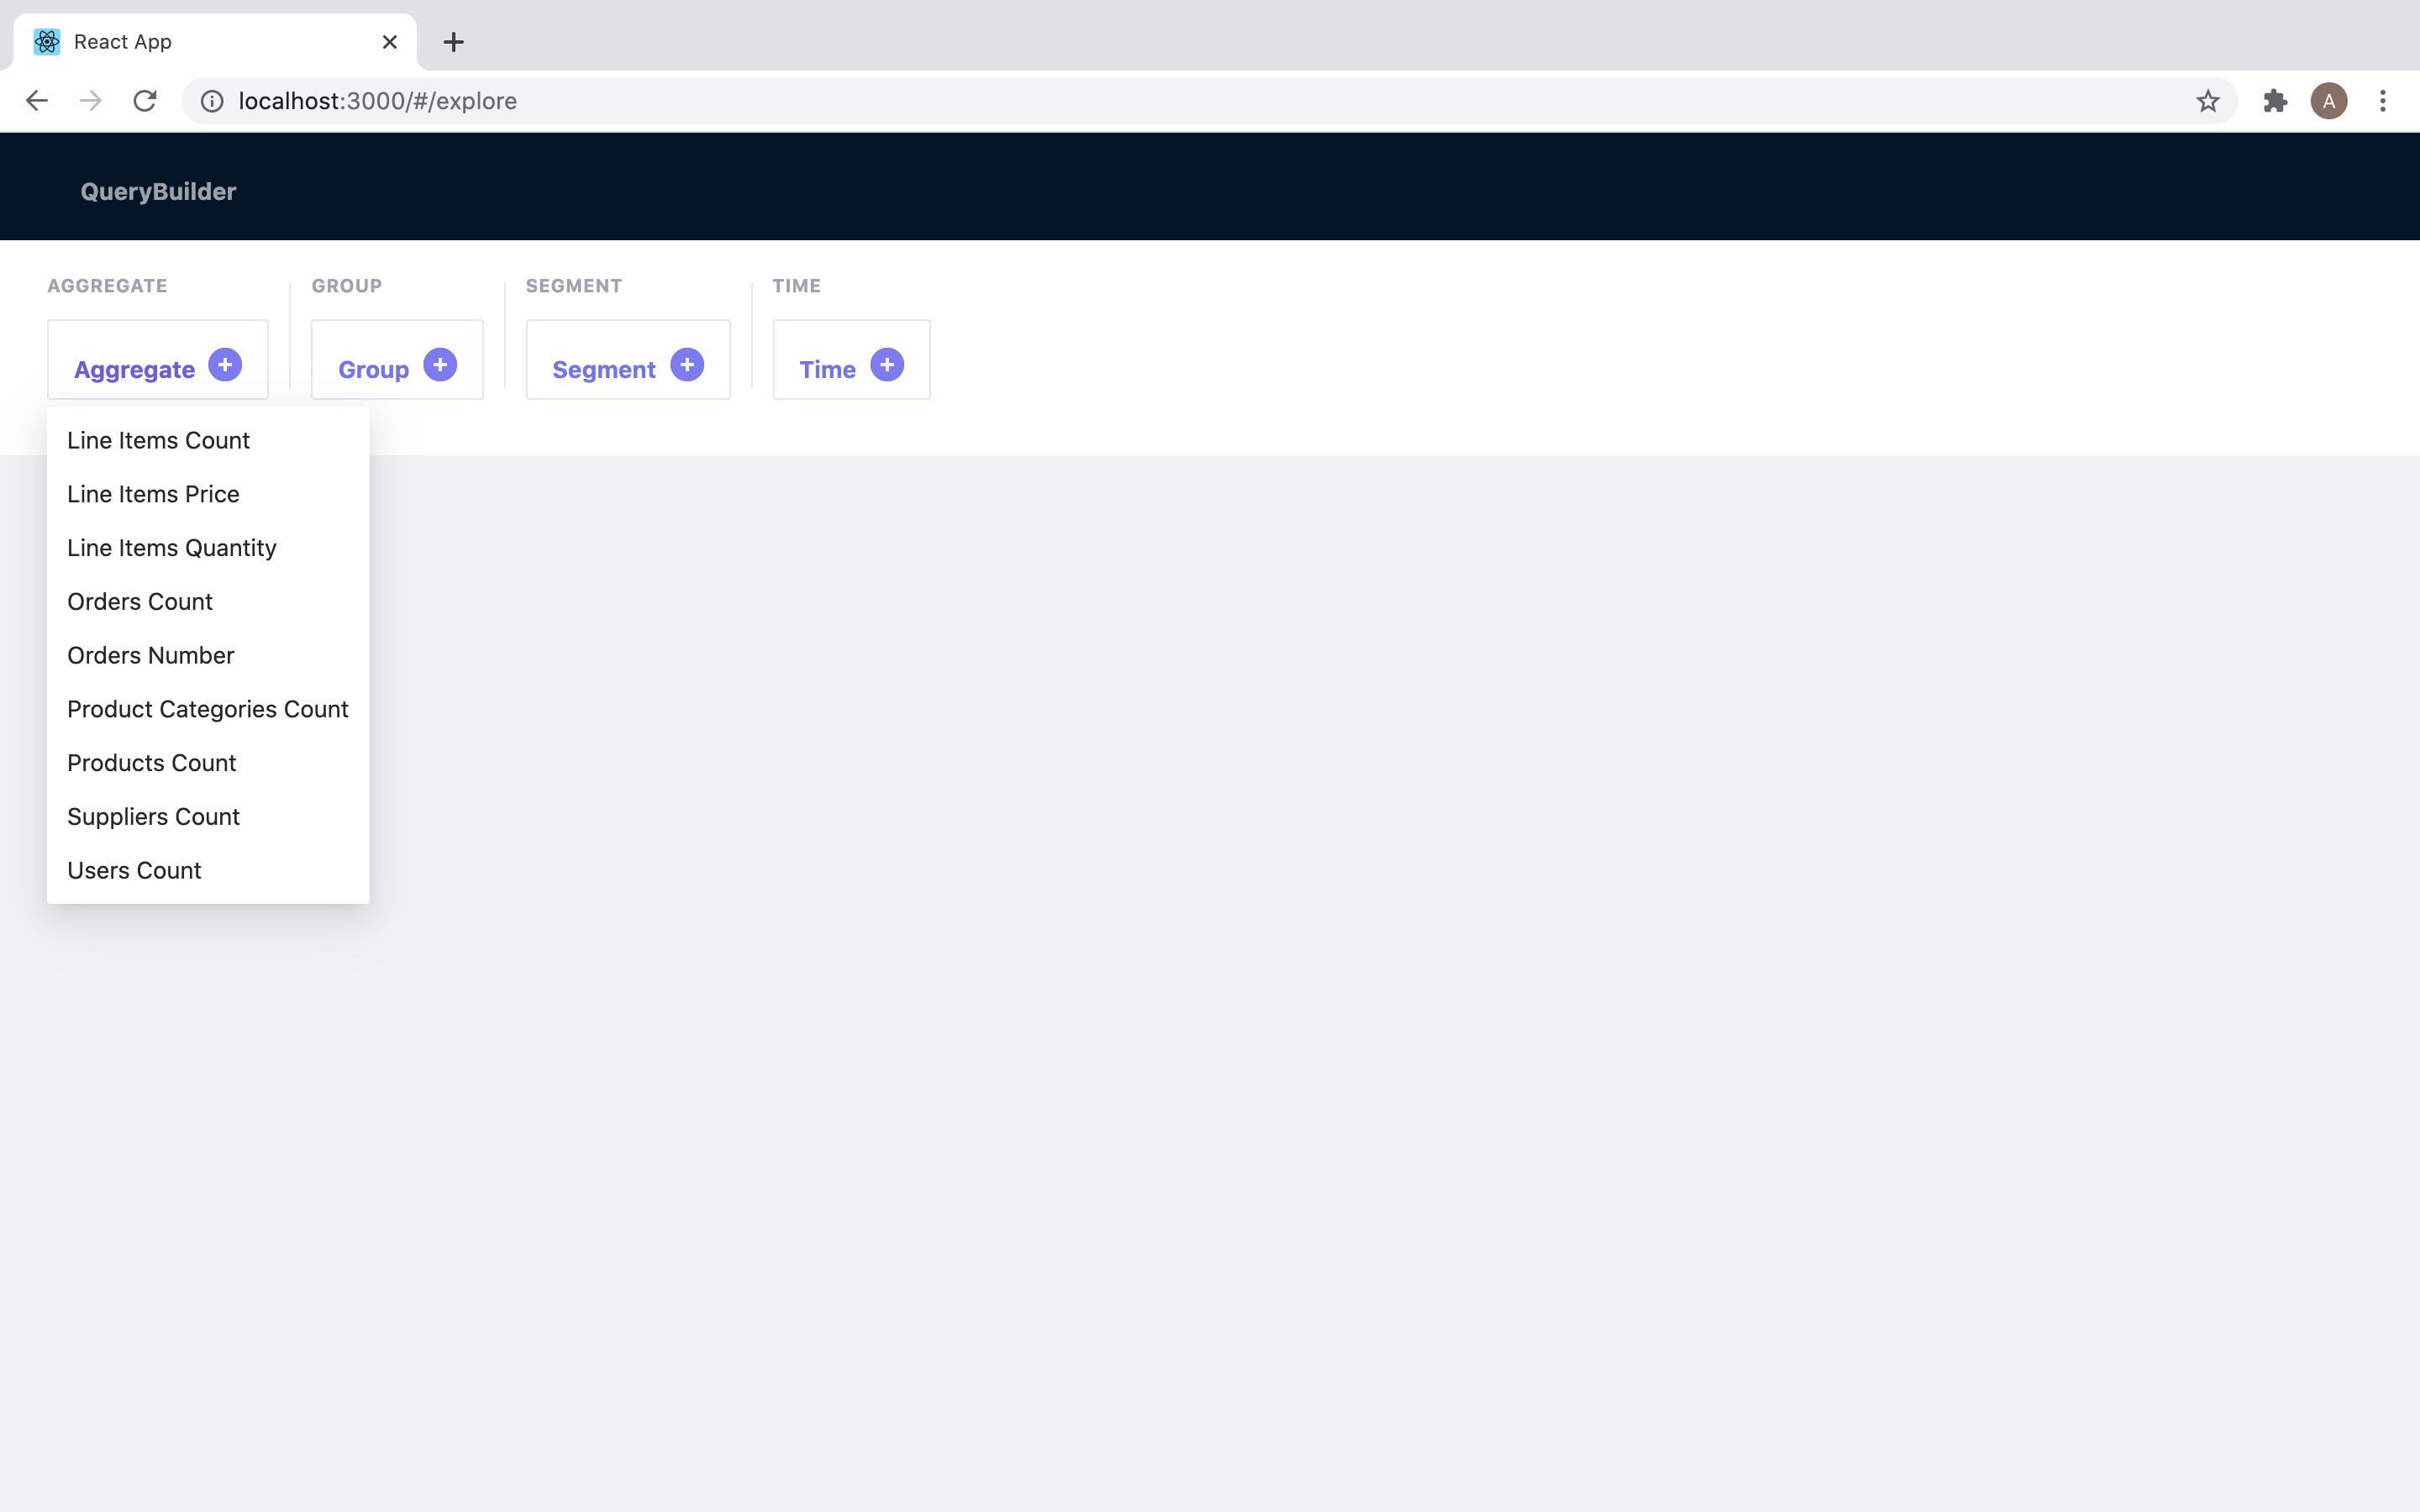 React App
localhost:3000/#/explore
A
QueryBuilder
AGGREGATE GROUP SEGMENT TIME
Aggregate Group Segment Time
Line Items Count
Line Items Price
Line Items Quantity
Orders Count
Orders Number
Product Categories Count
Products Count
Suppliers Count
Users Count